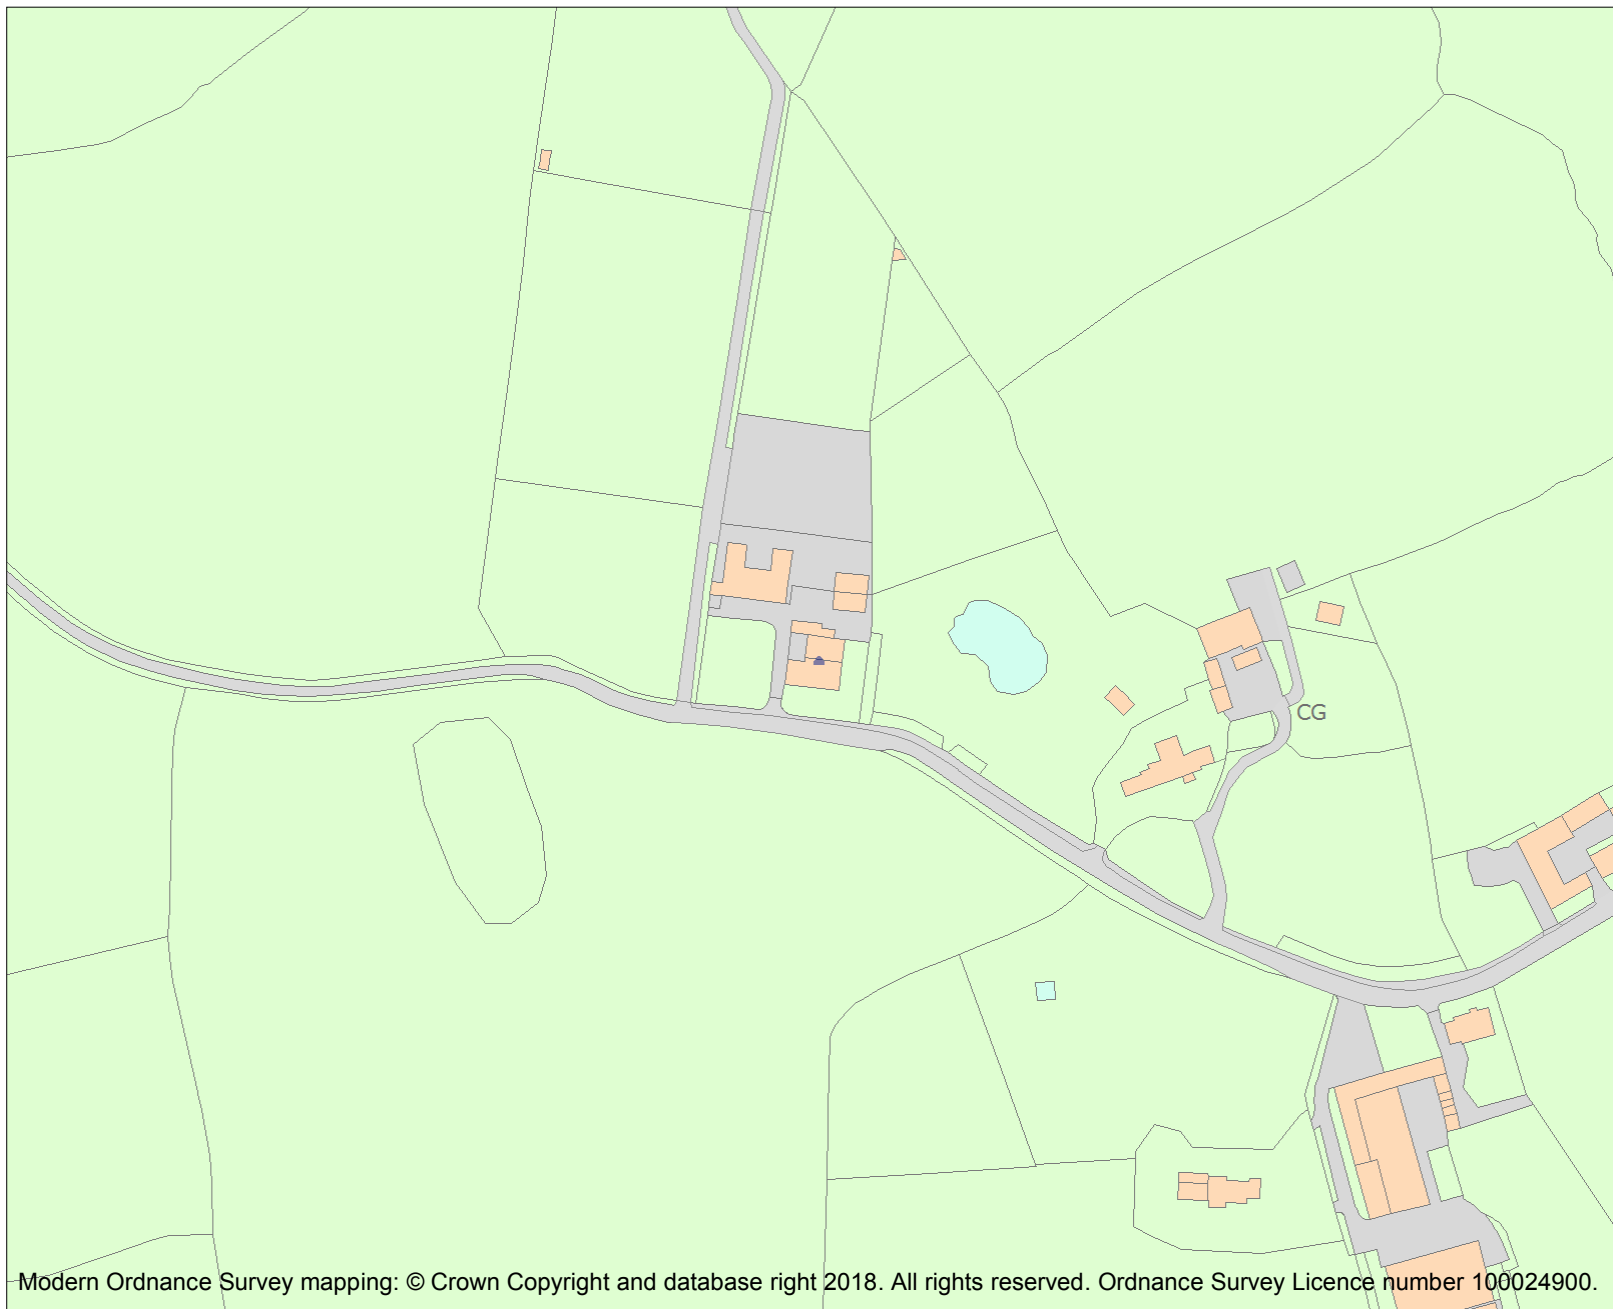 CG
Modern Ordnance Survey mapping: © Crown Copyright and database right 2018. All rights reserved. Ordnance Survey Licence number 100024900.